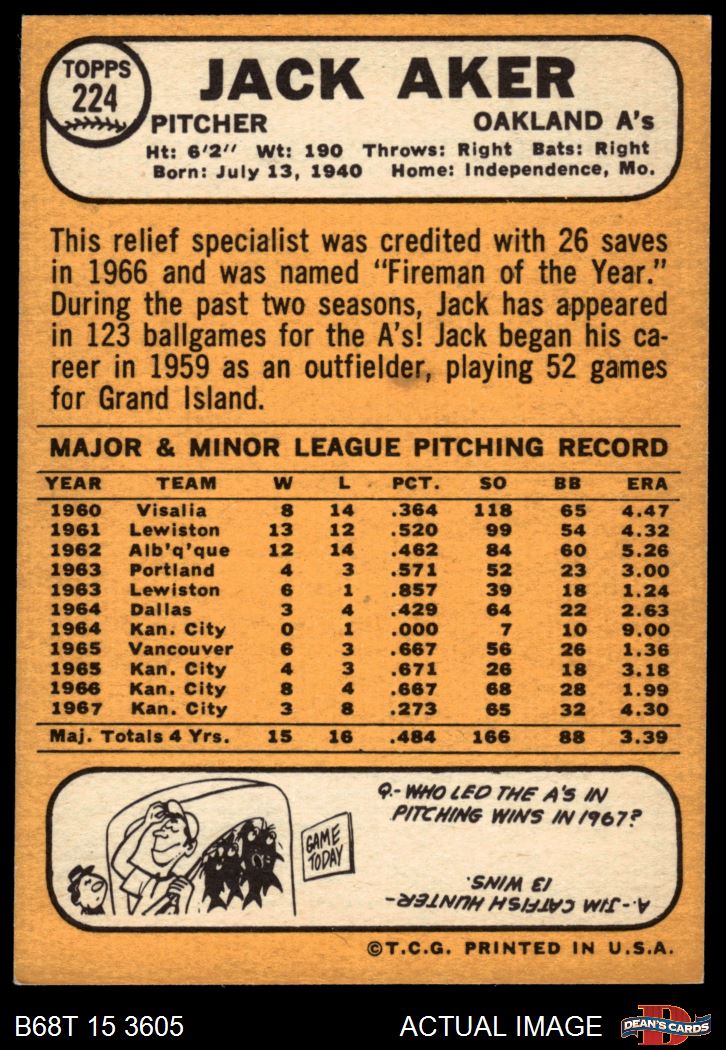 TOPPS
224
JACK AKER
PITCHER OAKLAND A's
Ht: 6'2" Wt: 190 Throws: Right Bats: Right
Born: July 13, 1940 Home: Independence, Mo.
This relief specialist was credited with 26 saves
in 1966 and was named "Fireman of the Year."
During the past two seasons, Jack has appeared
in 123 ballgames for the A's! Jack began his ca-
reer in 1959 as an outfielder, playing 52 games
for Grand Island.
MAJOR & MINOR LEAGUE PITCHING RECORD
YEAR TEAM W L PCT. SO BB ERA
1960 Visalia 8 14 .364 118 65 4.47
1961 Lewiston 13 12 .520 99 54 4.32
1962 Alb'q'que 12 14 .462 84 60 5.26
1963 Portland 4 3 .571 52 23 3.00
1963 Lewiston 6 1 .857 39 18 1.24
1964 Dallas 3 4 .429 64 22 2.63
1964 Kan. City 0 1 .000 7 10 9.00
1965 Vancouver 6 3 .667 56 26 1.36
1965 Kan. City 4 3 .671 26 18 3.18
1966 Kan. City 8 4 .667 68 28 1.99
1967 Kan. City 3 8 .273 65 32 4.30
Maj. Totals 4 Yrs. 15 16 .484 166 88 3.39
GAME
TODAY
Q.- WHO LED THE A'S IN
PITCHING WINS IN 1967?
A.- JIM CATFISH HUNTER-
13 WINS.
©T.C.G. PRINTED IN U.S.A.
B68T 15 3605 ACTUAL IMAGE
D
DEAN'S CARDS